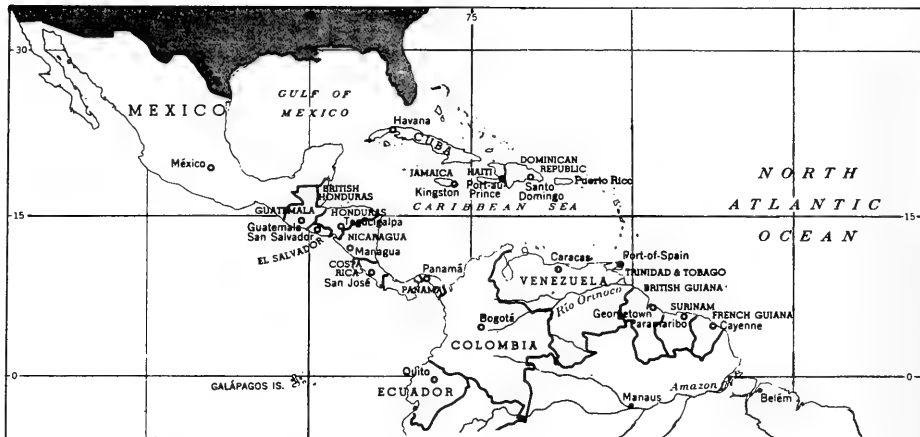 75
30
GULF OF
MEXICO
MEXICO
Havana
CUBA
México
JAMAICA
Kingston
HAITI
Port-au
Prince
DOMINICAN
REPUBLIC
Santo
Domingo
Puerto Rico
NORTH
ATLANTIC
OCEAN
BRITISH
HONDURAS
CARIBBEAN SEA
15
GUATEMALA
Guatemala
San Salvador
EL SALVADOR
HONDURAS
Tegucigalpa
NICARAGUA
Managua
COSTA
RICA
San José
Panamá
PANAMA
Caracas
VENEZUELA
Port-of-Spain
TRINIDAD & TOBAGO
Río Orinoco
BRITISH GUIANA
Georgetown
SURINAM
Paramaribo
FRENCH GUIANA
Cayenne
Bogotá
COLOMBIA
0
GALÁPAGOS IS.
Quito
ECUADOR
Manaus
Amazon
Belém